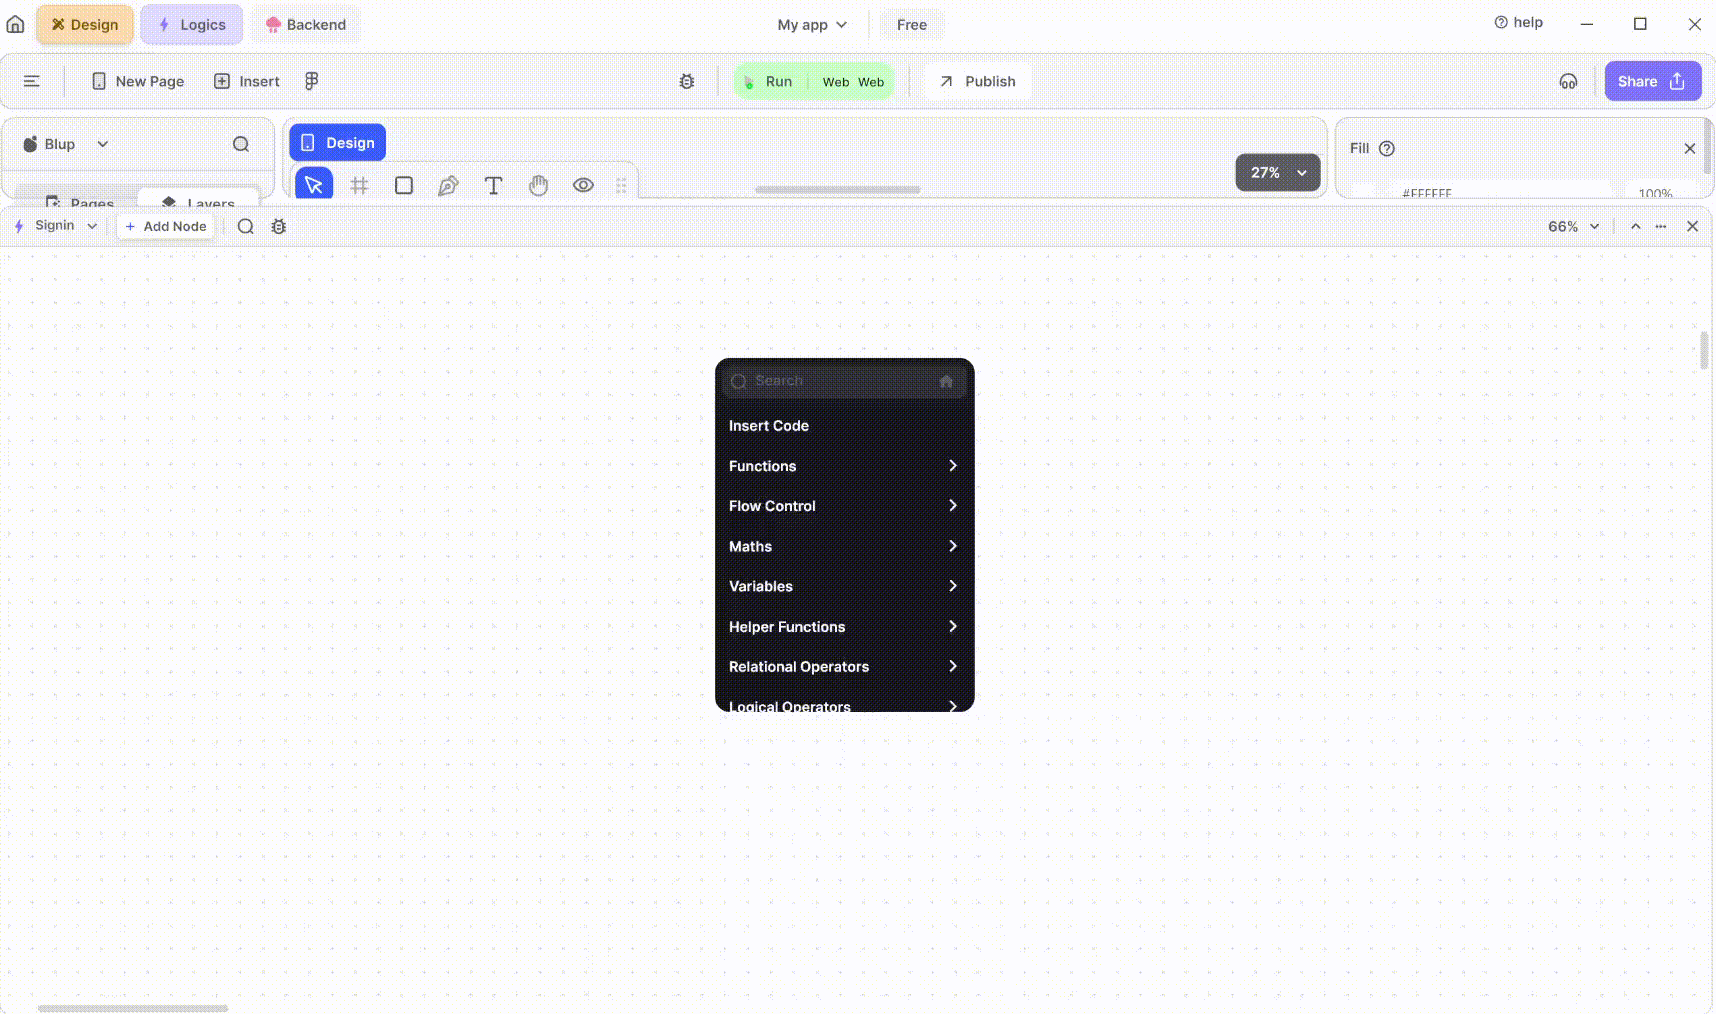 Design Logics Backend My app Free help
New Page Insert Run Web Web Publish Share
Blup Design Fill
27%
Pages Layers #FFFFFF 100%
Signin + Add Node 66%
Search
Insert Code
Functions
Flow Control
Maths
Variables
Helper Functions
Relational Operators
Logical Operators